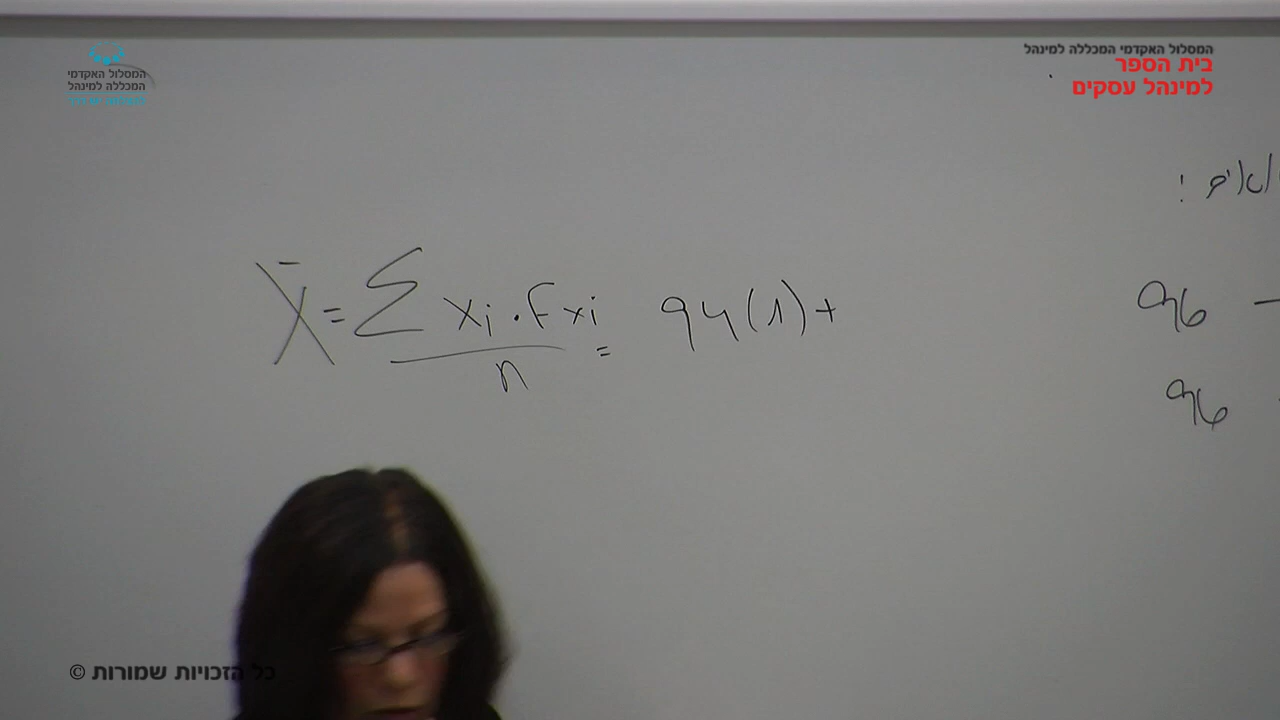 המסלול האקדמי המכללה למינהל
בית הספר
למינהל עסקים
המסלול האקדמי
המכללה למינהל
X̄ = Σ xi · f xi / n = 94(1) +
96 –
96
כל הזכויות שמורות ©